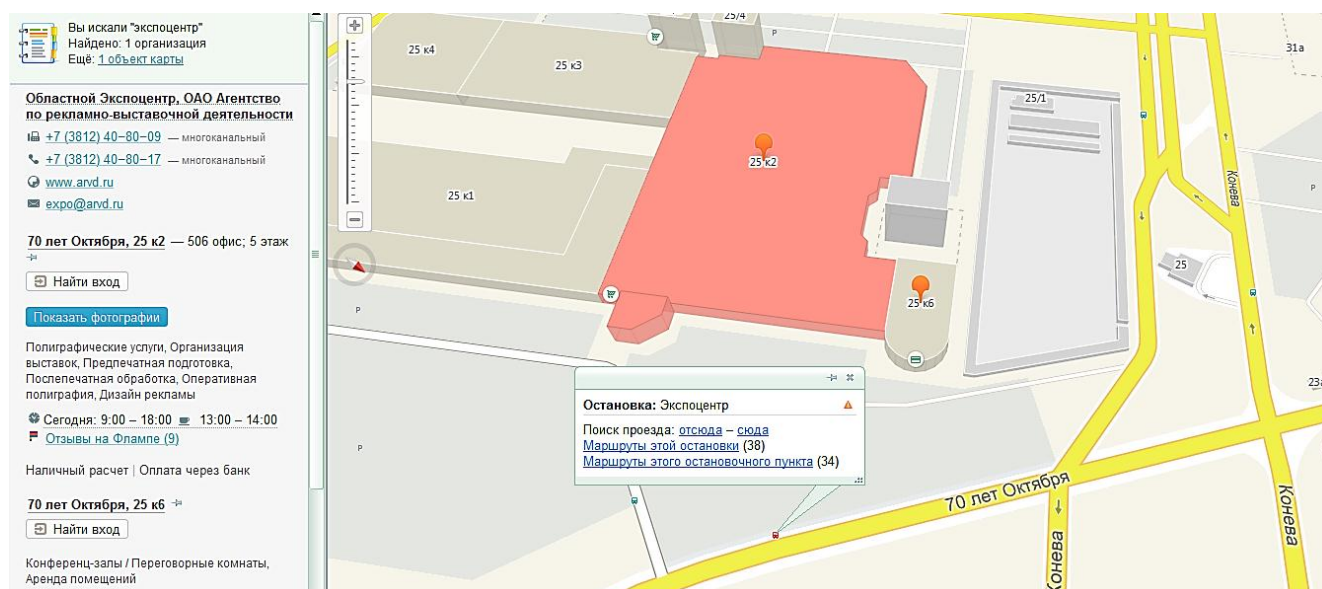 Вы искали "экспоцентр"
Найдено: 1 организация
Ещё: 1 объект карты
Областной Экспоцентр, ОАО Агентство
по рекламно-выставочной деятельности
+7 (3812) 40–80–09 — многоканальный
+7 (3812) 40–80–17 — многоканальный
www.arvd.ru
expo@arvd.ru
70 лет Октября, 25 к2 — 506 офис; 5 этаж
Найти вход
Показать фотографии
Полиграфические услуги, Организация
выставок, Предпечатная подготовка,
Послепечатная обработка, Оперативная
полиграфия, Дизайн рекламы
Сегодня: 9:00 – 18:00 13:00 – 14:00
Отзывы на Флампе (9)
Наличный расчет | Оплата через банк
70 лет Октября, 25 к6
Найти вход
Конференц-залы / Переговорные комнаты,
Аренда помещений
25/4
P
25 к4
25 к3
31а
25/1
25 к2
25 к1
Конева
P
25
25 к6
P
23
P
Остановка: Экспоцентр
Поиск проезда: отсюда – сюда
Маршруты этой остановки (38)
Маршруты этого остановочного пункта (34)
70 лет Октября
Конева
Конева